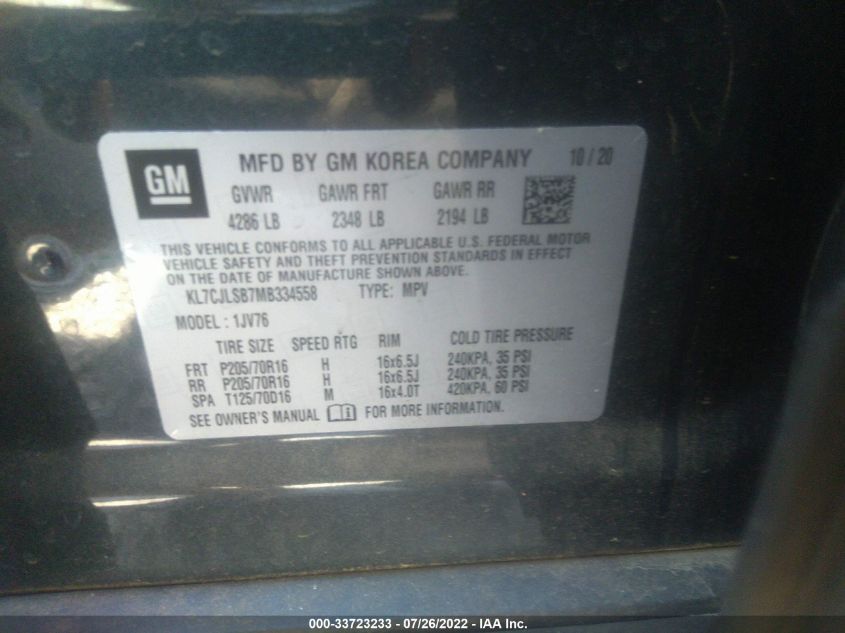 GM MFD BY GM KOREA COMPANY 10 / 20
GVWR GAWR FRT GAWR RR
4286 LB 2348 LB 2194 LB
THIS VEHICLE CONFORMS TO ALL APPLICABLE U.S. FEDERAL MOTOR
VEHICLE SAFETY AND THEFT PREVENTION STANDARDS IN EFFECT
ON THE DATE OF MANUFACTURE SHOWN ABOVE.
KL7CJLSB7MB334558 TYPE: MPV
MODEL : 1JV76
TIRE SIZE SPEED RTG RIM COLD TIRE PRESSURE
FRT P205/70R16 H 16x6.5J 240KPA, 35 PSI
RR P205/70R16 H 16x6.5J 240KPA, 35 PSI
SPA T125/70D16 M 16x4.0T 420KPA, 60 PSI
SEE OWNER'S MANUAL FOR MORE INFORMATION.
000-33723233 - 07/26/2022 - IAA Inc.